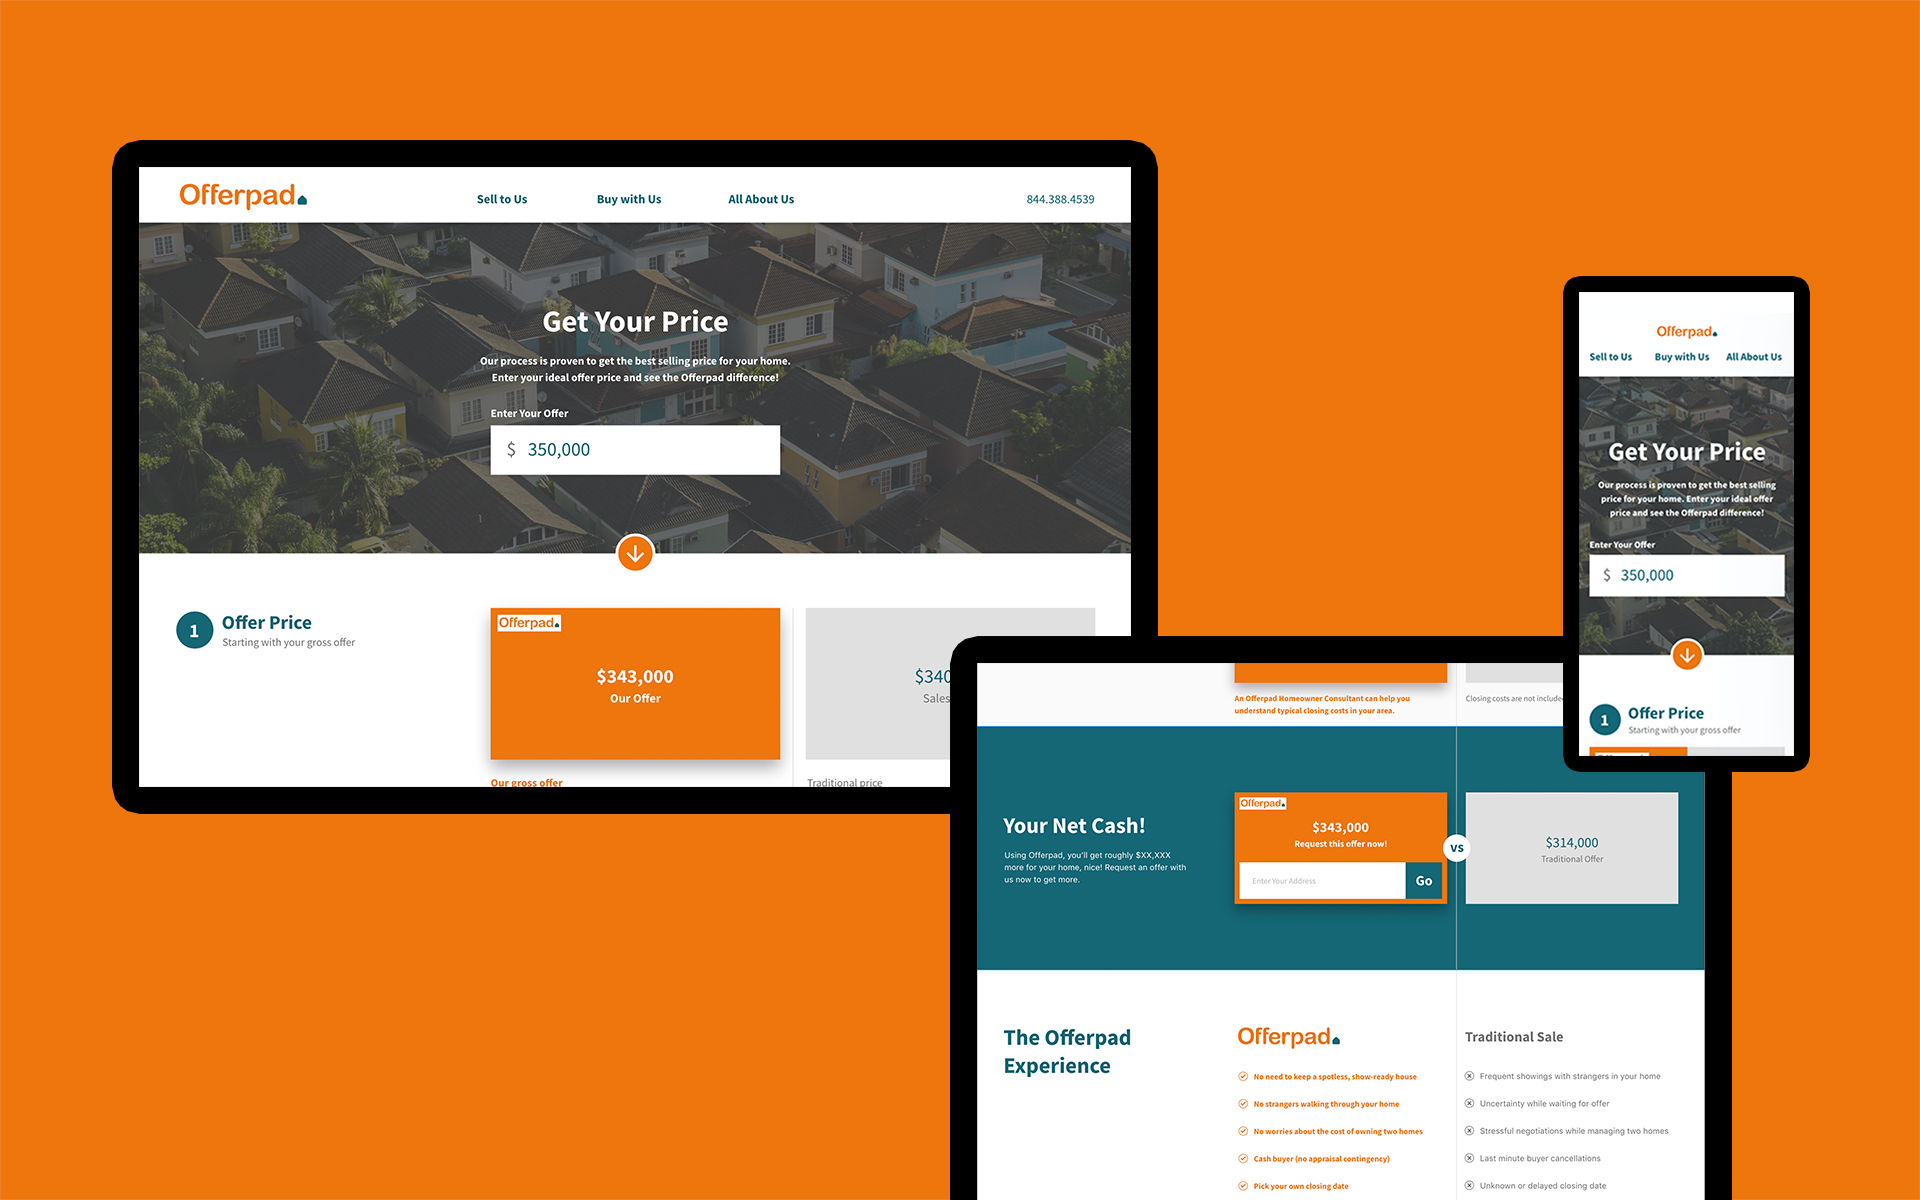 Offerpad
Sell to Us
Buy with Us
All About Us
844.388.4539
Get Your Price
Our process is proven to get the best selling price for your home.
Enter your ideal offer price and see the Offerpad difference!
Enter Your Offer
$ 350,000
1
Offer Price
Starting with your gross offer
Offerpad
$343,000
Our Offer
$340
Sales
Our gross offer
Traditional price
An Offerpad Homeowner Consultant can help you
understand typical closing costs in your area.
Closing costs are not include
Your Net Cash!
Using Offerpad, you'll get roughly $XX,XXX
more for your home, nice! Request an offer with
us now to get more.
Offerpad
$343,000
Request this offer now!
Enter Your Address
Go
VS
$314,000
Traditional Offer
The Offerpad
Experience
Offerpad
No need to keep a spotless, show-ready house
No strangers walking through your home
No worries about the cost of owning two homes
Cash buyer (no appraisal contingency)
Pick your own closing date
Traditional Sale
Frequent showings with strangers in your home
Uncertainty while waiting for offer
Stressful negotiations while managing two homes
Last minute buyer cancellations
Unknown or delayed closing date
Offerpad
Sell to Us
Buy with Us
All About Us
Get Your Price
Our process is proven to get the best selling
price for your home. Enter your ideal offer
price and see the Offerpad difference!
Enter Your Offer
$ 350,000
1
Offer Price
Starting with your gross offer